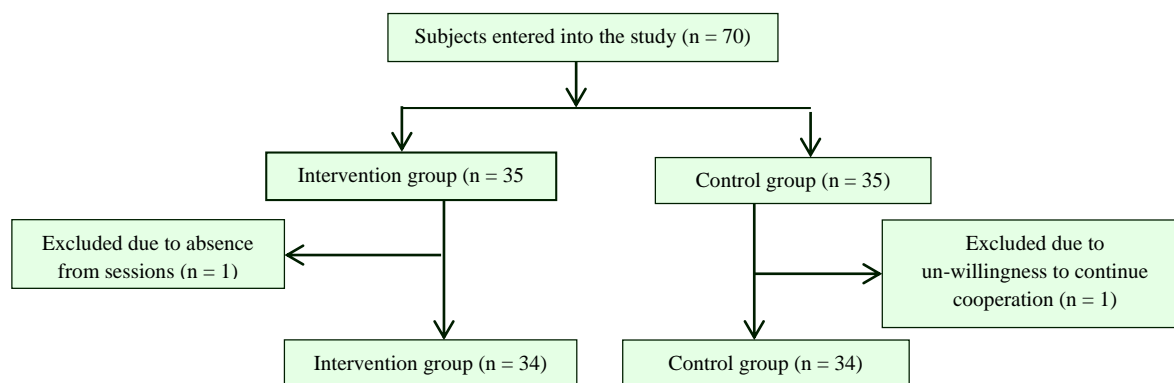 Subjects entered into the study (n = 70)
Intervention group (n = 35
Control group (n = 35)
Excluded due to absence
from sessions (n = 1)
Excluded due to
un-willingness to continue
cooperation (n = 1)
Intervention group (n = 34)
Control group (n = 34)